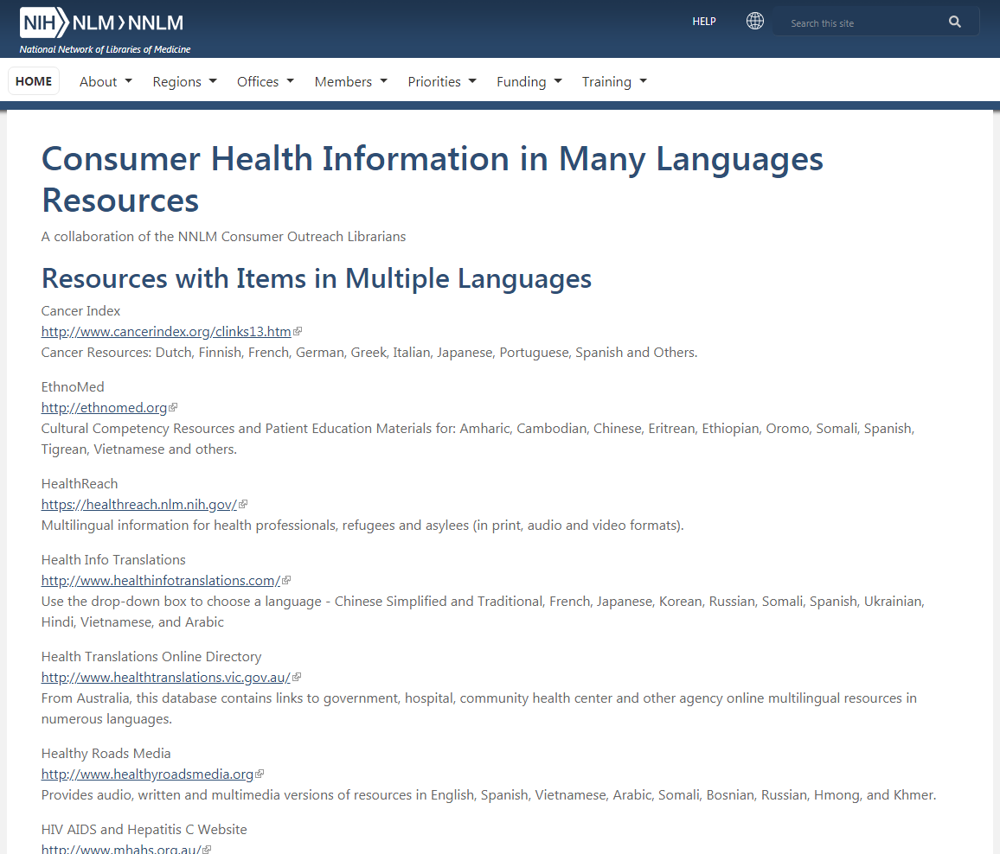 NIH NLM NNLM
National Network of Libraries of Medicine
HELP
Search this site
HOME About Regions Offices Members Priorities Funding Training
Consumer Health Information in Many Languages
Resources
A collaboration of the NNLM Consumer Outreach Librarians
Resources with Items in Multiple Languages
Cancer Index
http://www.cancerindex.org/clinks13.htm
Cancer Resources: Dutch, Finnish, French, German, Greek, Italian, Japanese, Portuguese, Spanish and Others.
EthnoMed
http://ethnomed.org
Cultural Competency Resources and Patient Education Materials for: Amharic, Cambodian, Chinese, Eritrean, Ethiopian, Oromo, Somali, Spanish,
Tigrean, Vietnamese and others.
HealthReach
https://healthreach.nlm.nih.gov/
Multilingual information for health professionals, refugees and asylees (in print, audio and video formats).
Health Info Translations
http://www.healthinfotranslations.com/
Use the drop-down box to choose a language - Chinese Simplified and Traditional, French, Japanese, Korean, Russian, Somali, Spanish, Ukrainian,
Hindi, Vietnamese, and Arabic
Health Translations Online Directory
http://www.healthtranslations.vic.gov.au/
From Australia, this database contains links to government, hospital, community health center and other agency online multilingual resources in
numerous languages.
Healthy Roads Media
http://www.healthyroadsmedia.org
Provides audio, written and multimedia versions of resources in English, Spanish, Vietnamese, Arabic, Somali, Bosnian, Russian, Hmong, and Khmer.
HIV AIDS and Hepatitis C Website
http://www.mhahs.org.au/